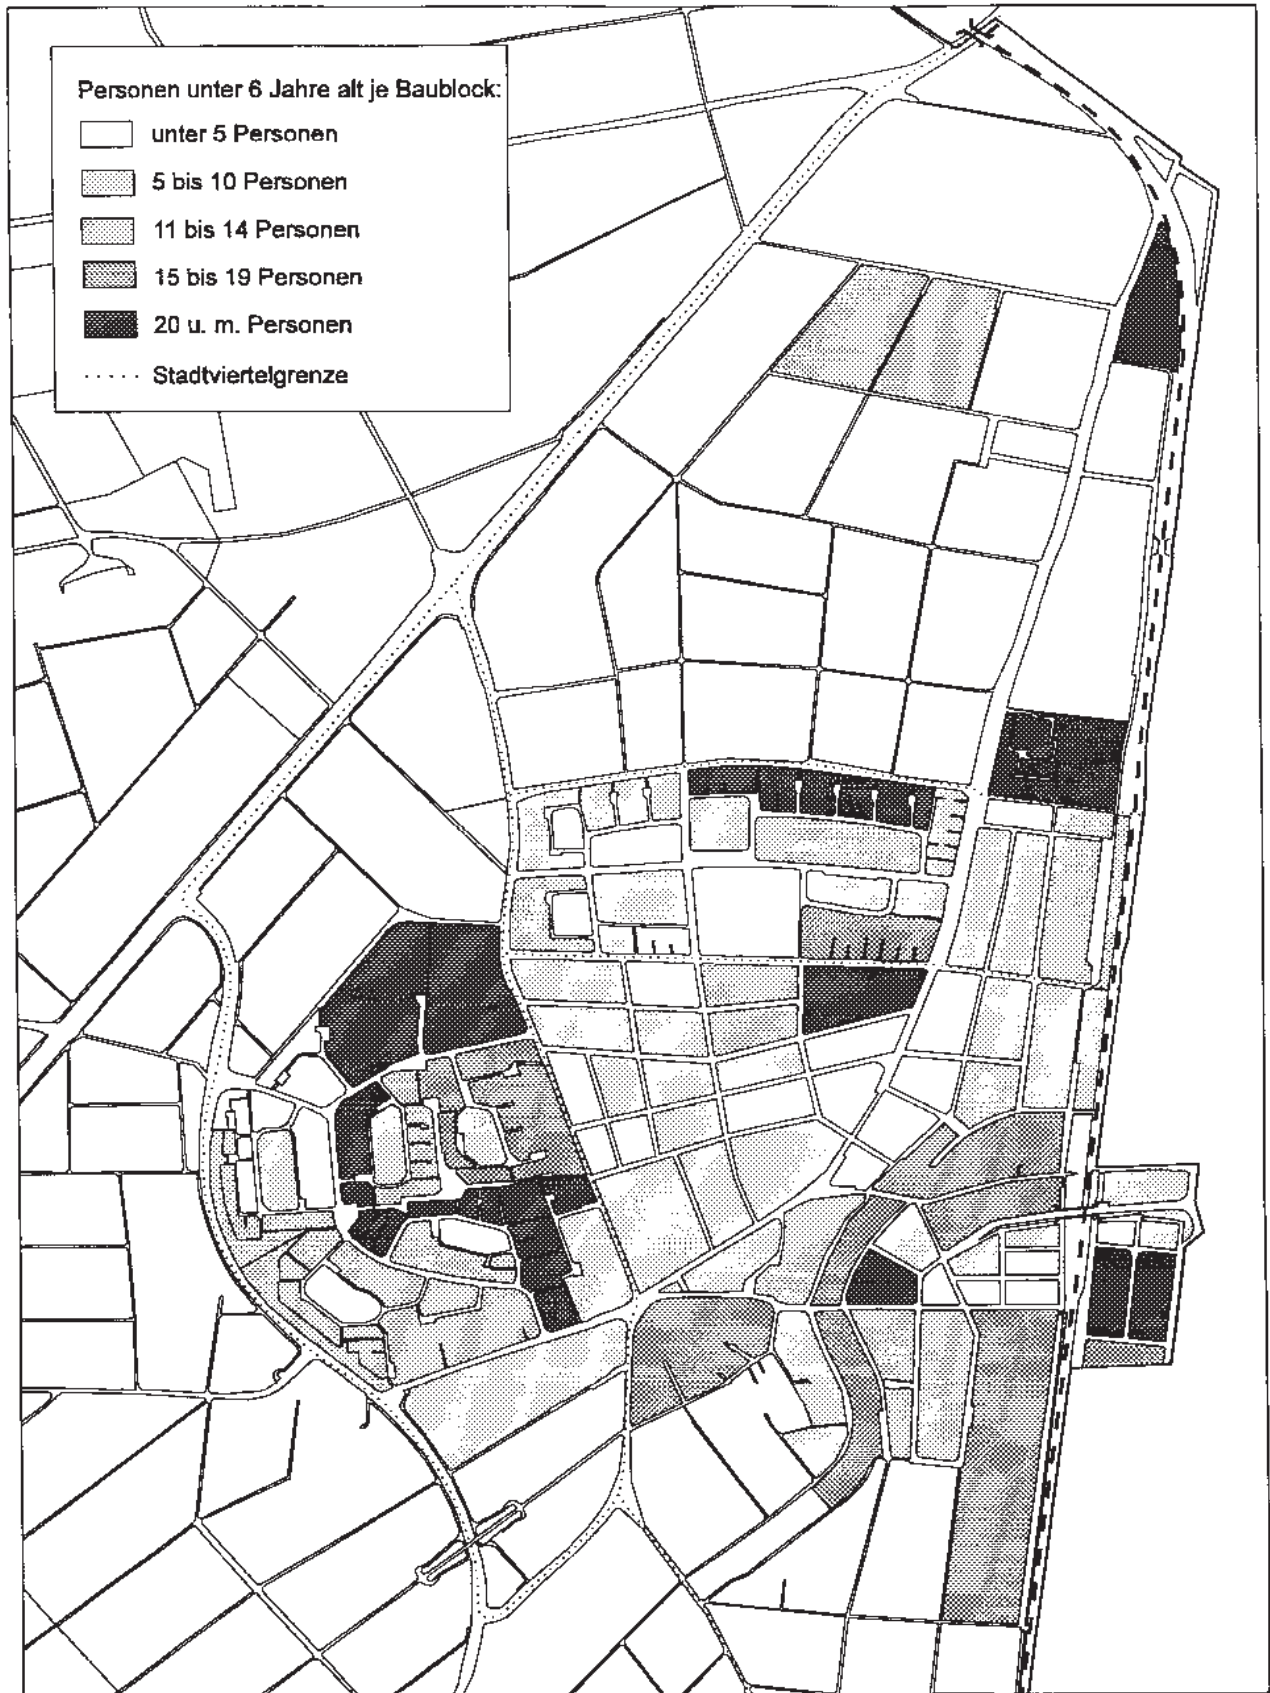 Personen unter 6 Jahre alt je Baublock:
unter 5 Personen
5 bis 10 Personen
11 bis 14 Personen
15 bis 19 Personen
20 u. m. Personen
Stadtviertelgrenze